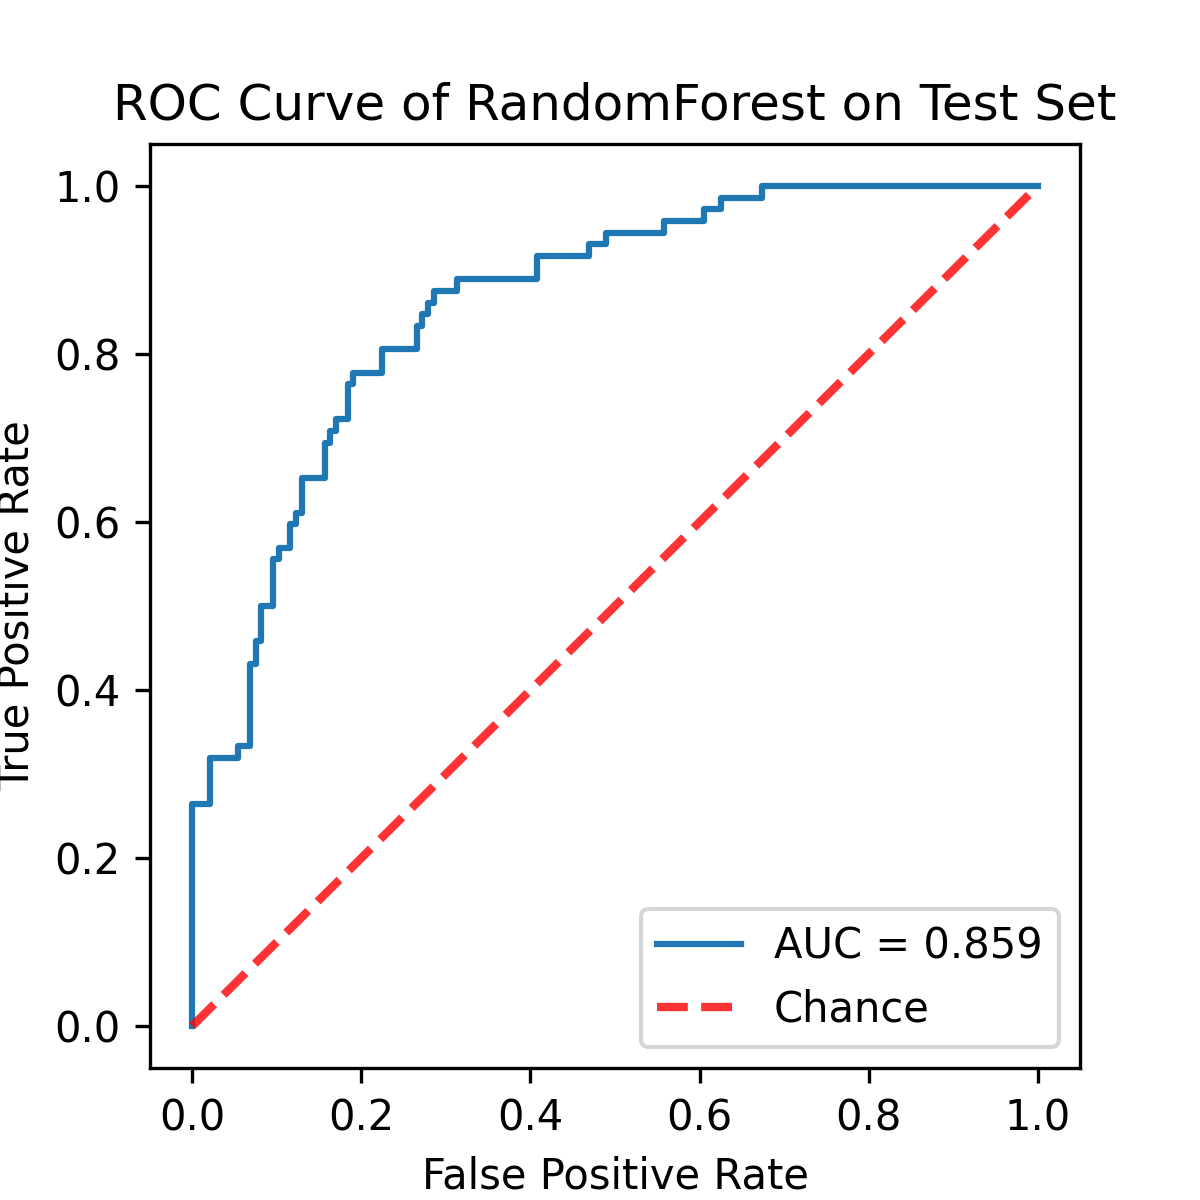 ROC Curve of RandomForest on Test Set
True Positive Rate
1.0
0.8
0.6
0.4
0.2
0.0
AUC = 0.859
Chance
0.0 0.2 0.4 0.6 0.8 1.0
False Positive Rate